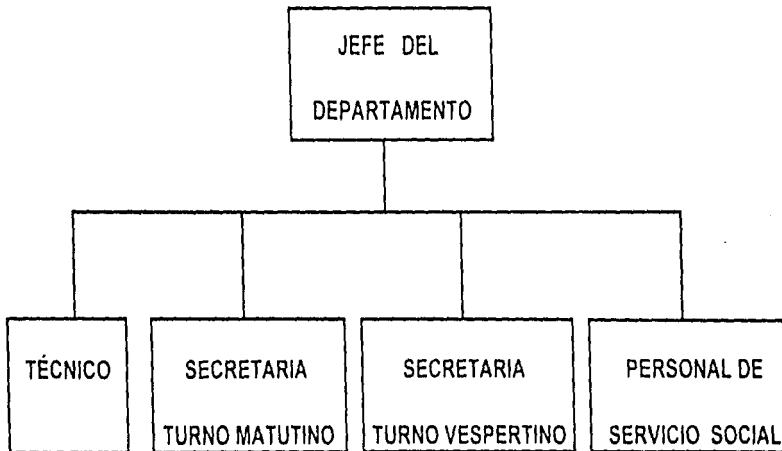 JEFE DEL
DEPARTAMENTO
TÉCNICO
SECRETARIA
TURNO MATUTINO
SECRETARIA
TURNO VESPERTINO
PERSONAL DE
SERVICIO SOCIAL